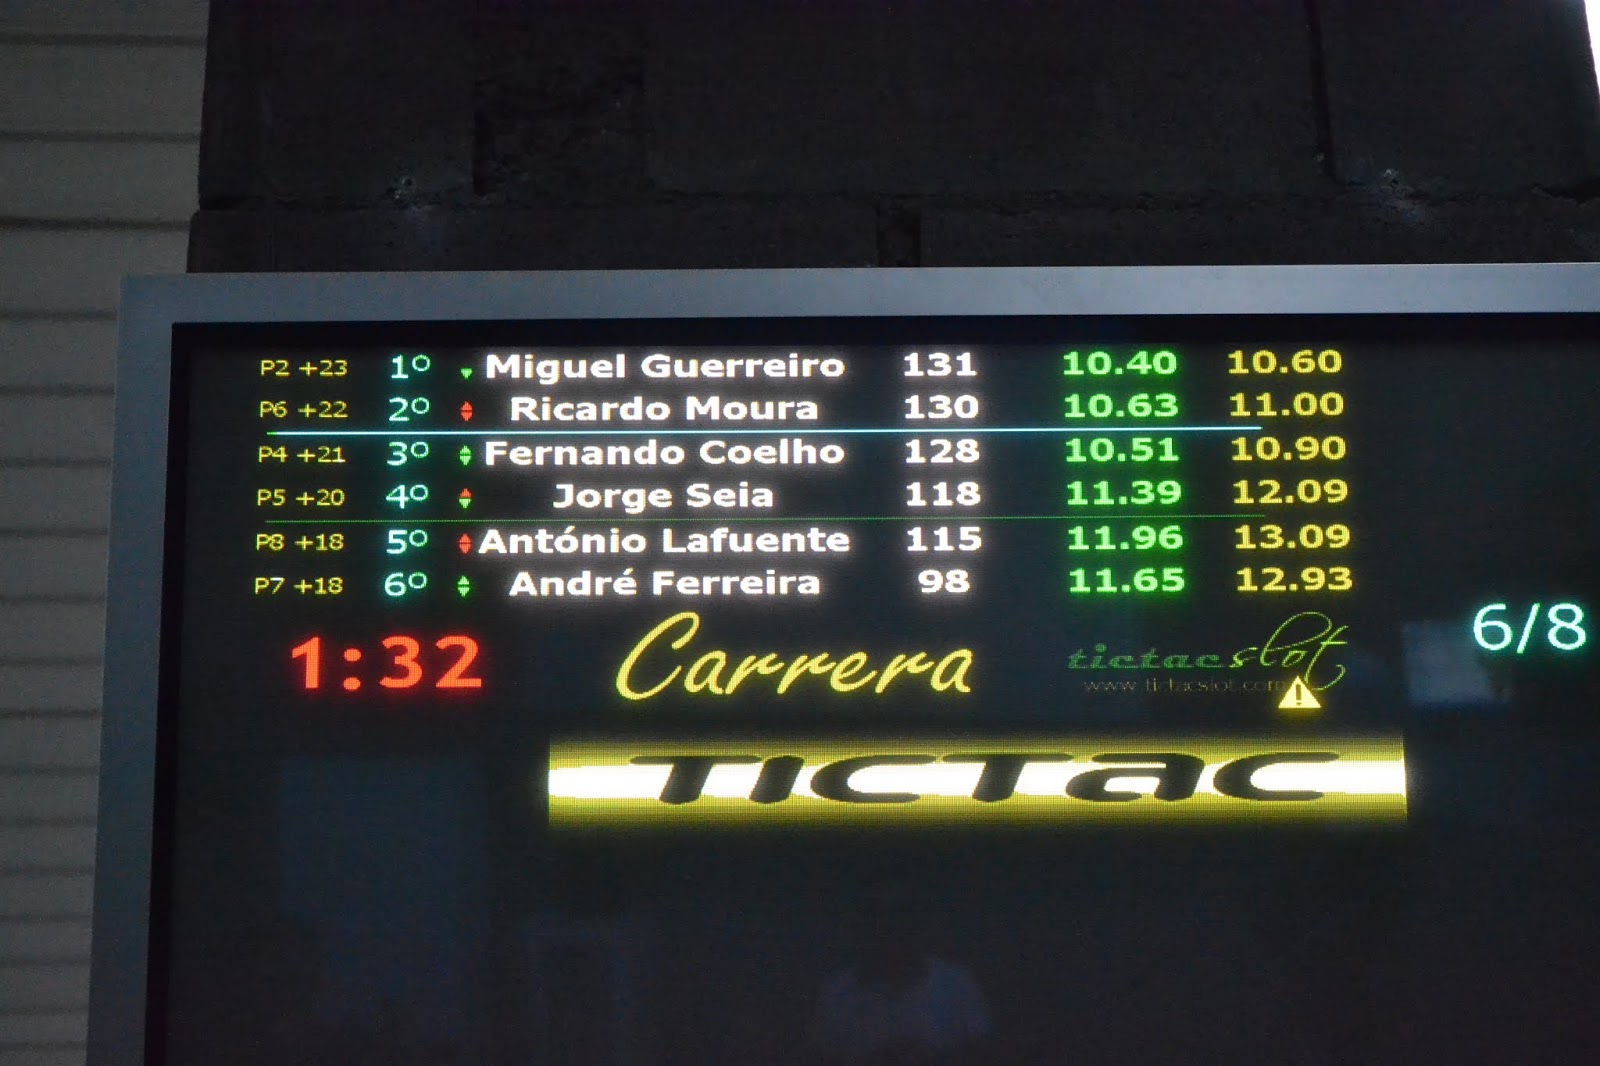 P2 +23 1º Miguel Guerreiro 131 10.40 10.60
P6 +22 2º Ricardo Moura 130 10.63 11.00
P4 +21 3º Fernando Coelho 128 10.51 10.90
P5 +20 4º Jorge Seia 118 11.39 12.09
P8 +18 5º António Lafuente 115 11.96 13.09
P7 +18 6º André Ferreira 98 11.65 12.93
6/8
1:32 Carrera tictacslot
www.tictacslot.com
TICTaC